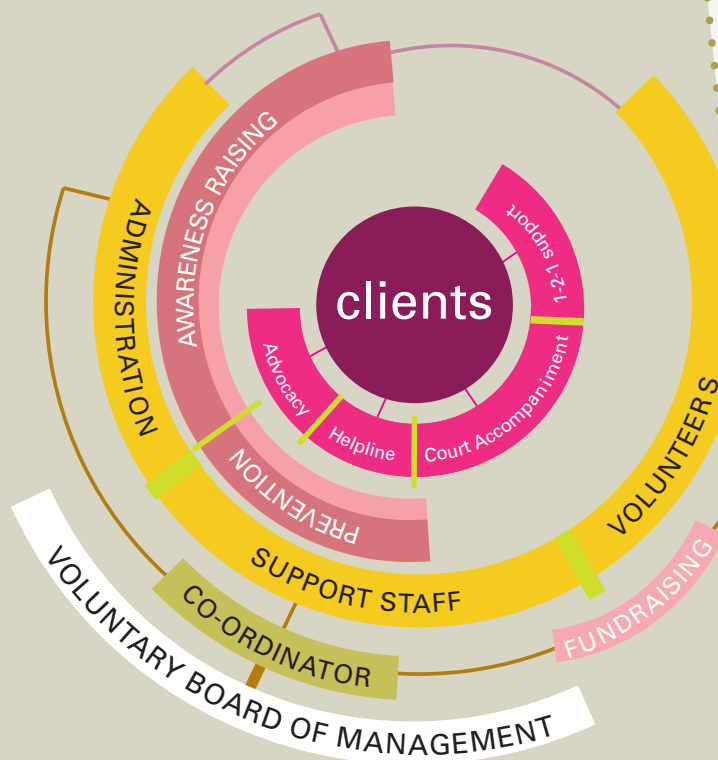 clients
1-2-1 support
Court Accompaniment
Helpline
Advocacy
AWARENESS RAISING
PREVENTION
ADMINISTRATION
SUPPORT STAFF
VOLUNTEERS
FUNDRAISING
CO-ORDINATOR
VOLUNTARY BOARD OF MANAGEMENT